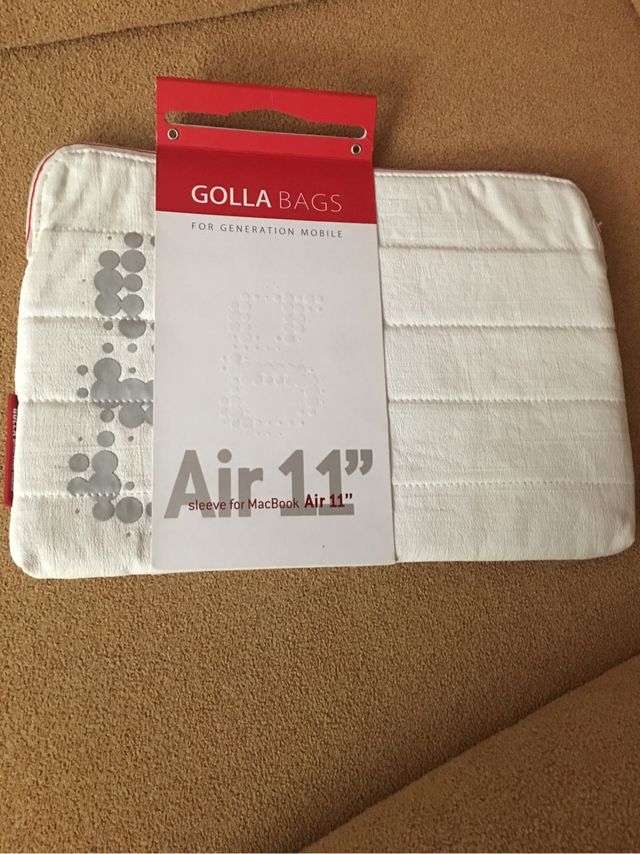 GOLLA BAGS
FOR GENERATION MOBILE
g
Air 11”
sleeve for MacBook Air 11”